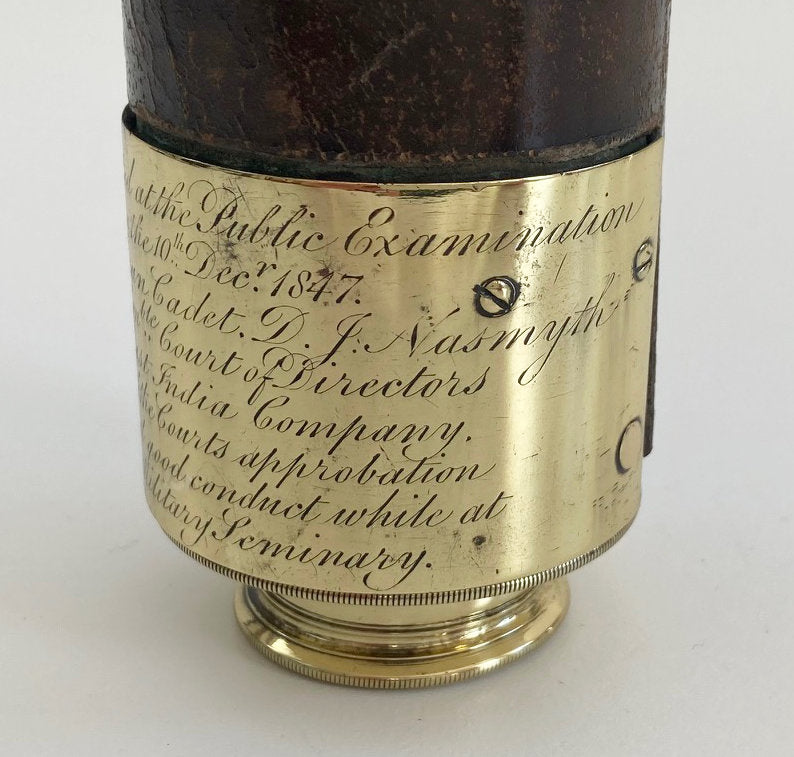 at the Public Examination
the 10th Decr. 1847.
Cadet. D. J. Nasmyth
Court of Directors
India Company.
Courts approbation
good conduct while at
Military Seminary.